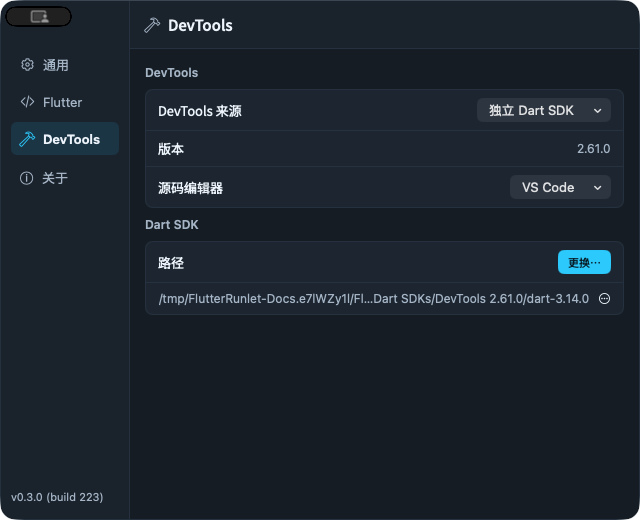 DevTools
通用
Flutter
DevTools
关于
DevTools
DevTools 来源
独立 Dart SDK
版本
2.61.0
源码编辑器
VS Code
Dart SDK
路径
更换…
/tmp/FlutterRunlet-Docs.e7lWZy1l/Fl...Dart SDKs/DevTools 2.61.0/dart-3.14.0
v0.3.0 (build 223)